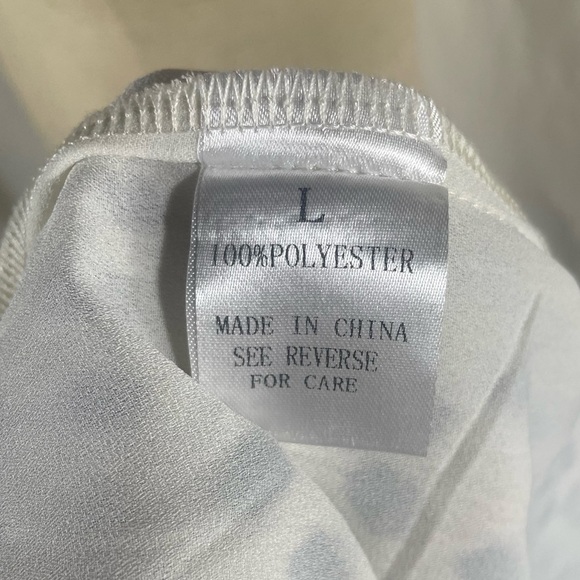 L
100%POLYESTER
MADE IN CHINA
SEE REVERSE
FOR CARE